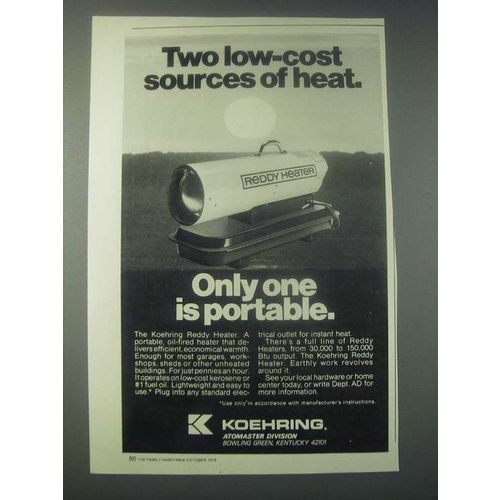 Two low-cost
sources of heat.
REDDY HEATER
Only one
is portable.
The Koehring Reddy Heater. A
portable, oil-fired heater that de-
livers efficient, economical warmth.
Enough for most garages, work-
shops, sheds or other unheated
buildings. For just pennies an hour.
It operates on low-cost kerosene or
#1 fuel oil. Lightweight and easy to
use.* Plug into any standard elec-
trical outlet for instant heat.
There's a full line of Reddy
Heaters, from 30,000 to 150,000
Btu output. The Koehring Reddy
Heater. Earthly work revolves
around it.
See your local hardware or home
center today, or write Dept. AD for
more information.
*Use only in accordance with manufacturer's instructions.
KOEHRING®
ATOMASTER DIVISION
BOWLING GREEN, KENTUCKY 42101
80 THE FAMILY HANDYMAN/OCTOBER